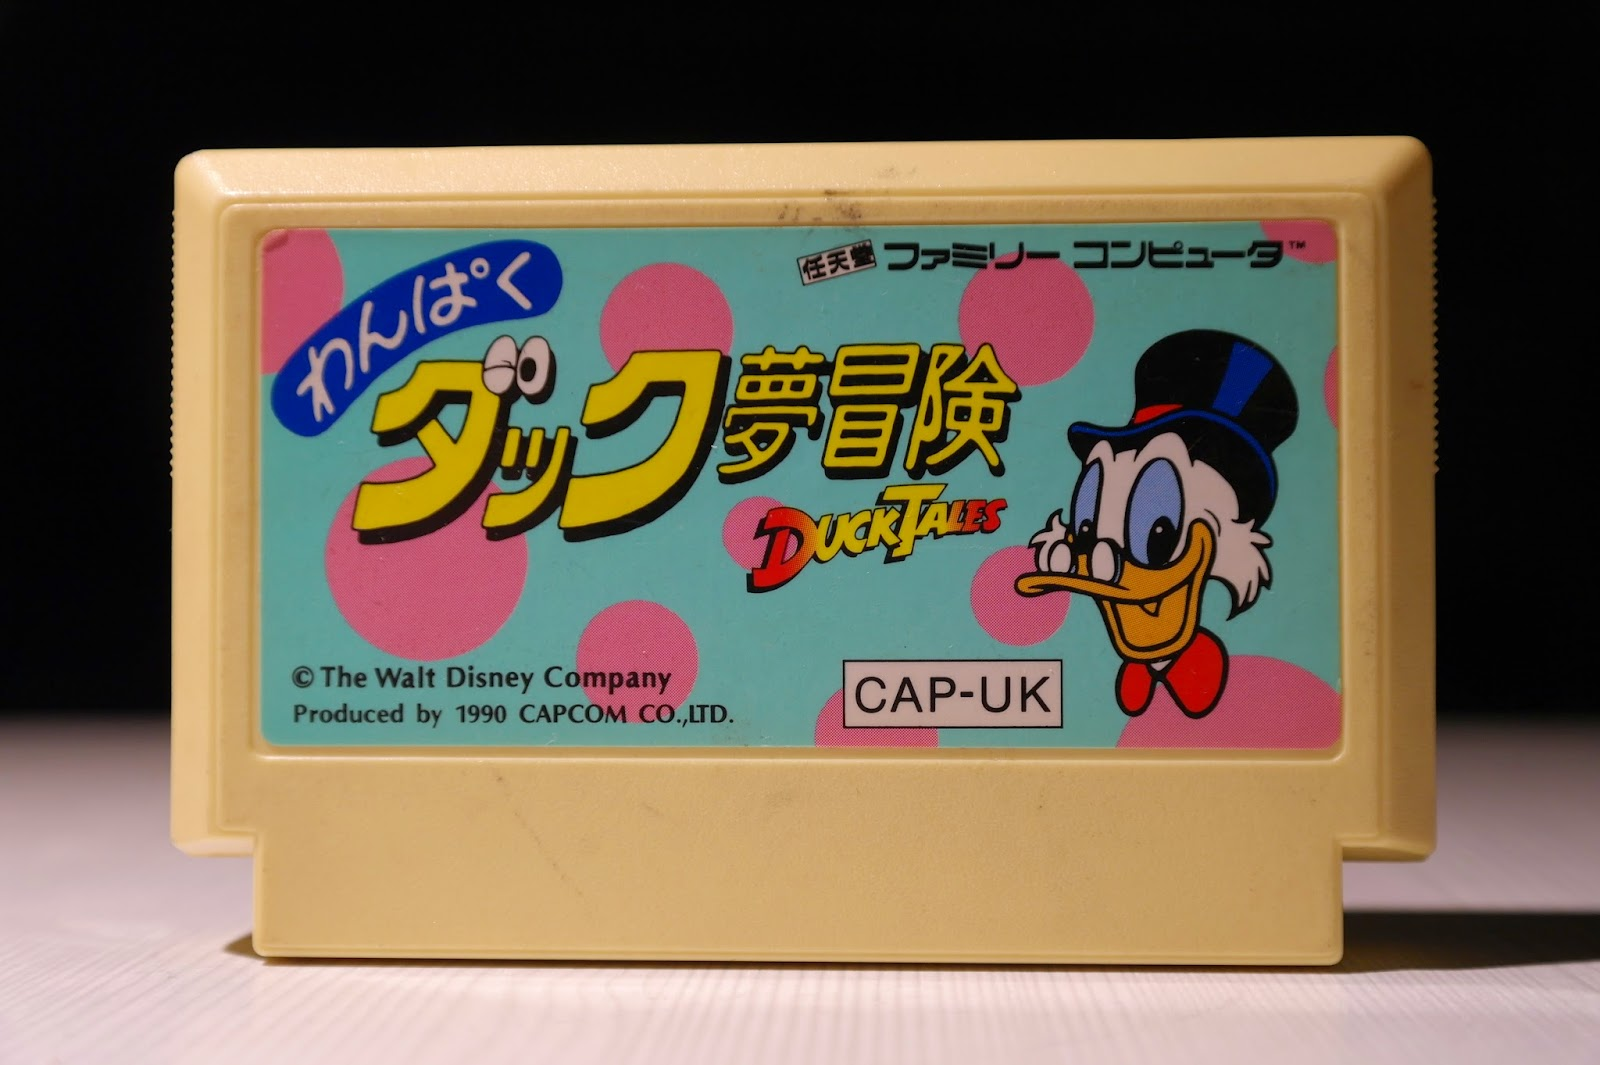 任天堂 ファミリー コンピュータ™
わんぱく
ダック夢冒険
DUCKTALES
© The Walt Disney Company
Produced by 1990 CAPCOM CO.,LTD.
CAP-UK